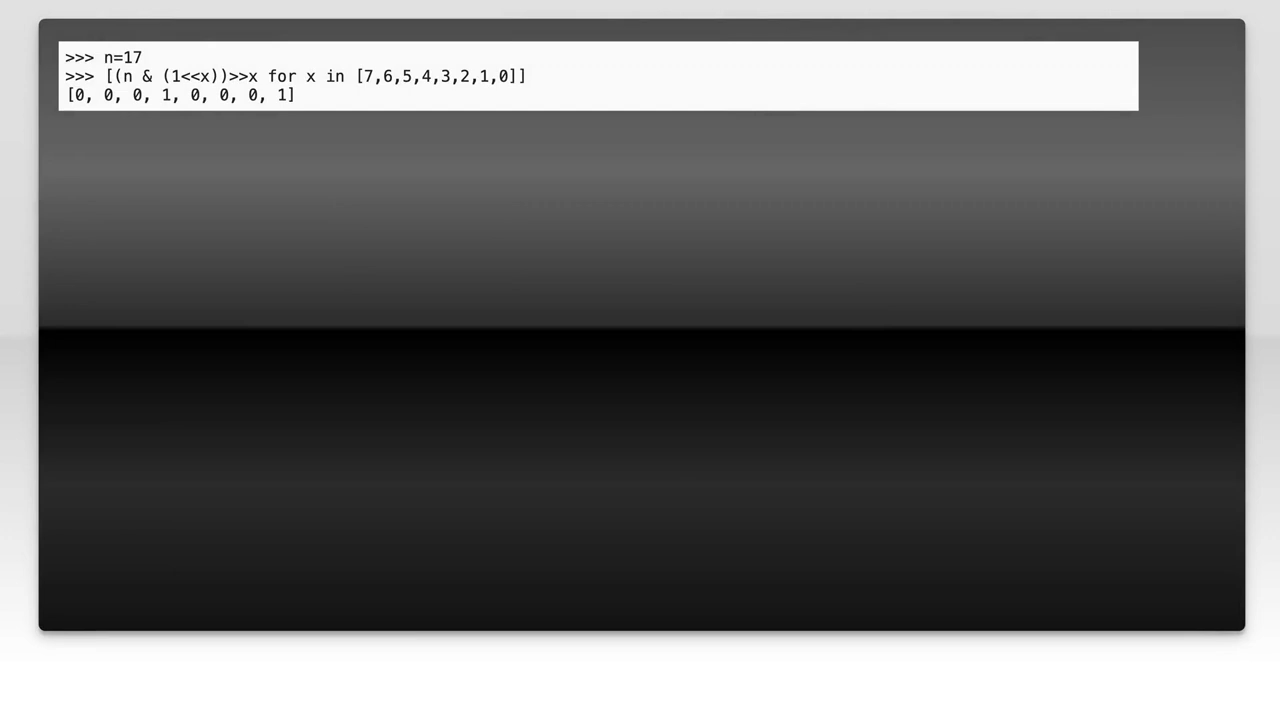 >>> n=17
>>> [(n & (1<<x))>>x for x in [7,6,5,4,3,2,1,0]]
[0, 0, 0, 1, 0, 0, 0, 1]